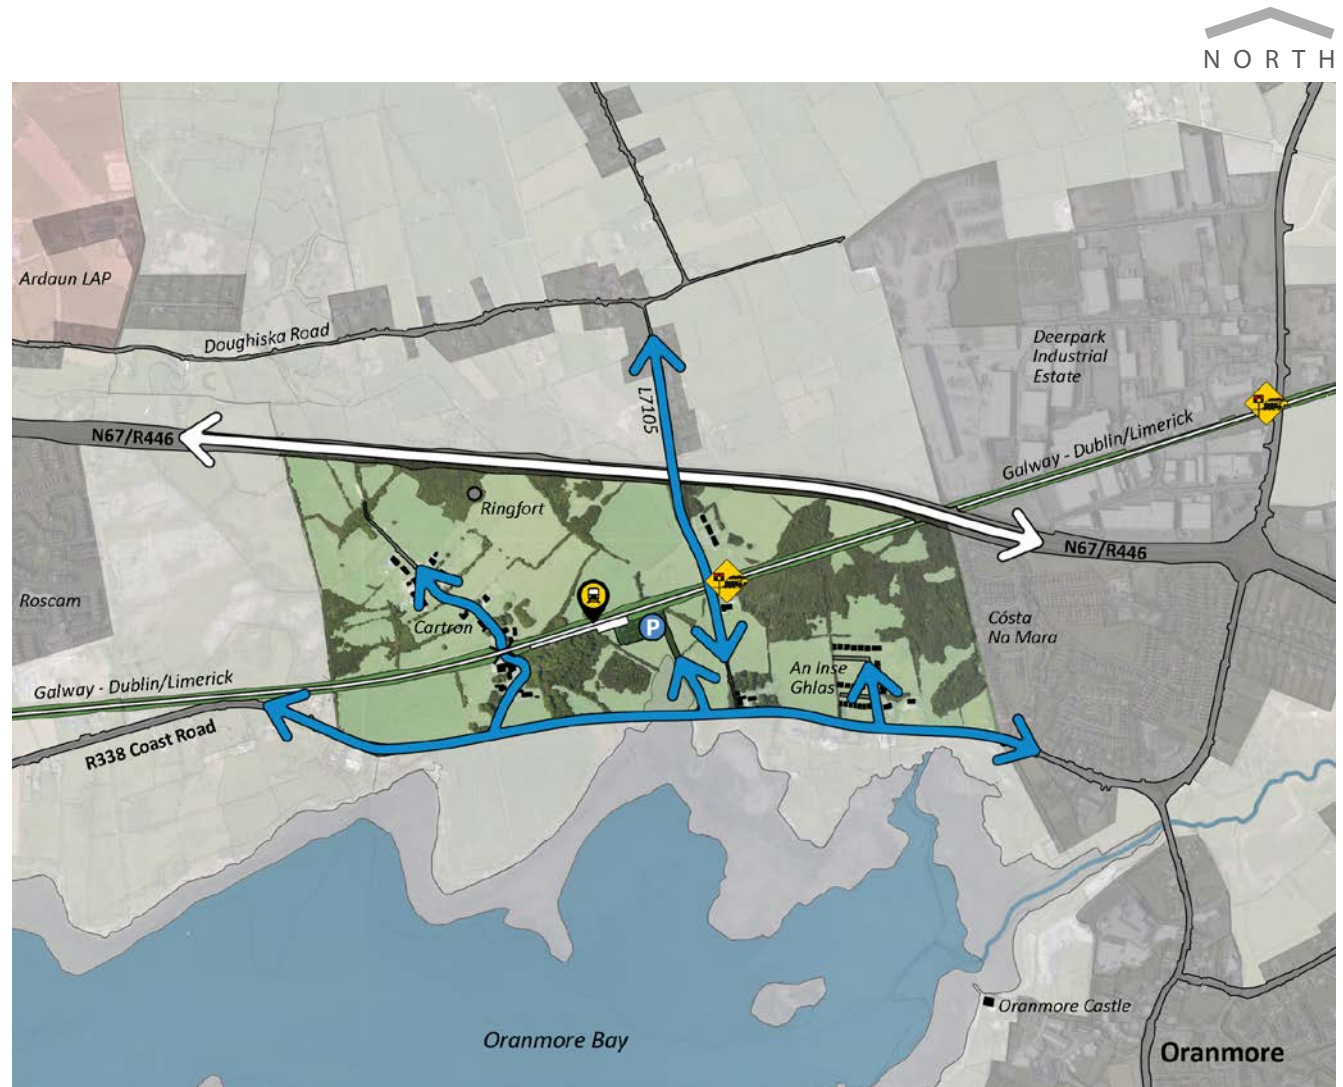 NORTH
Ardaun LAP
Doughiska Road
Deerpark
Industrial
Estate
L7105
N67/R446
Galway - Dublin/Limerick
Ringfort
N67/R446
Roscam
Cartron
P
Cósta
Na Mara
An Inse
Ghlas
Galway - Dublin/Limerick
R338 Coast Road
Oranmore Castle
Oranmore Bay
Oranmore